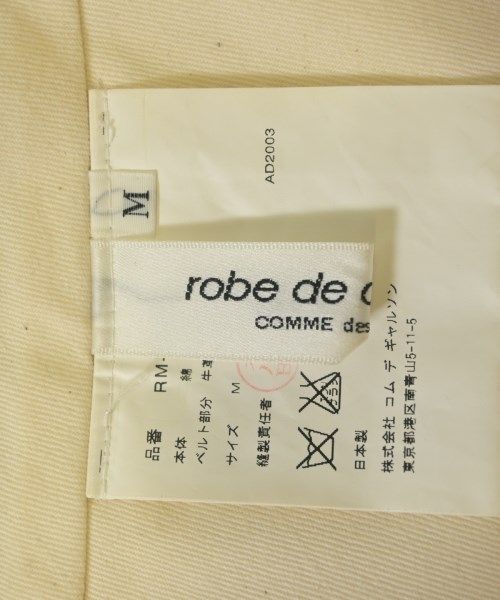 AD2003
M
robe de
COMME
品番 RM-
本体 綿
ベルト部分 牛革
サイズ M
縫製責任者
日本製
株式会社 コム デ ギャルソン
東京都港区南青山5-11-5